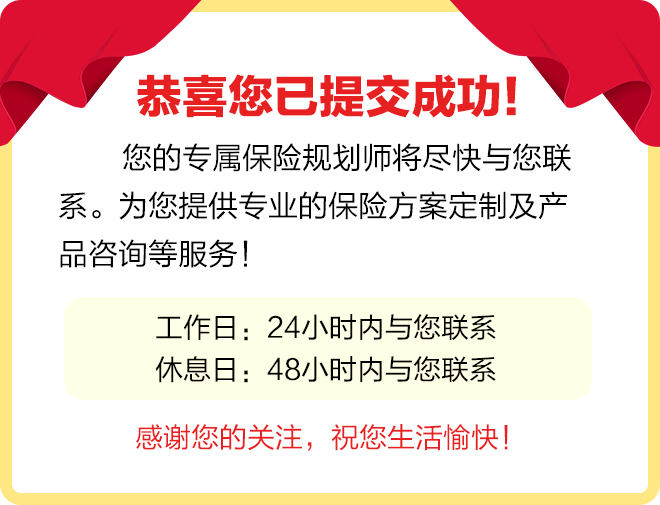 恭喜您已提交成功!
您的专属保险规划师将尽快与您联
系。为您提供专业的保险方案定制及产
品咨询等服务!
工作日: 24小时内与您联系
休息日: 48小时内与您联系
感谢您的关注, 祝您生活愉快!